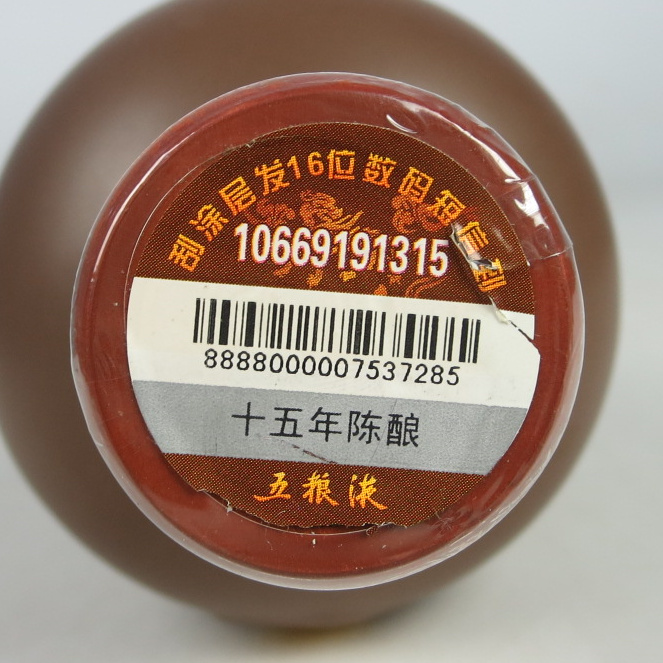 刮涂层发16位数码短信到
10669191315
8888000007537285
十五年陈酿
五粮液